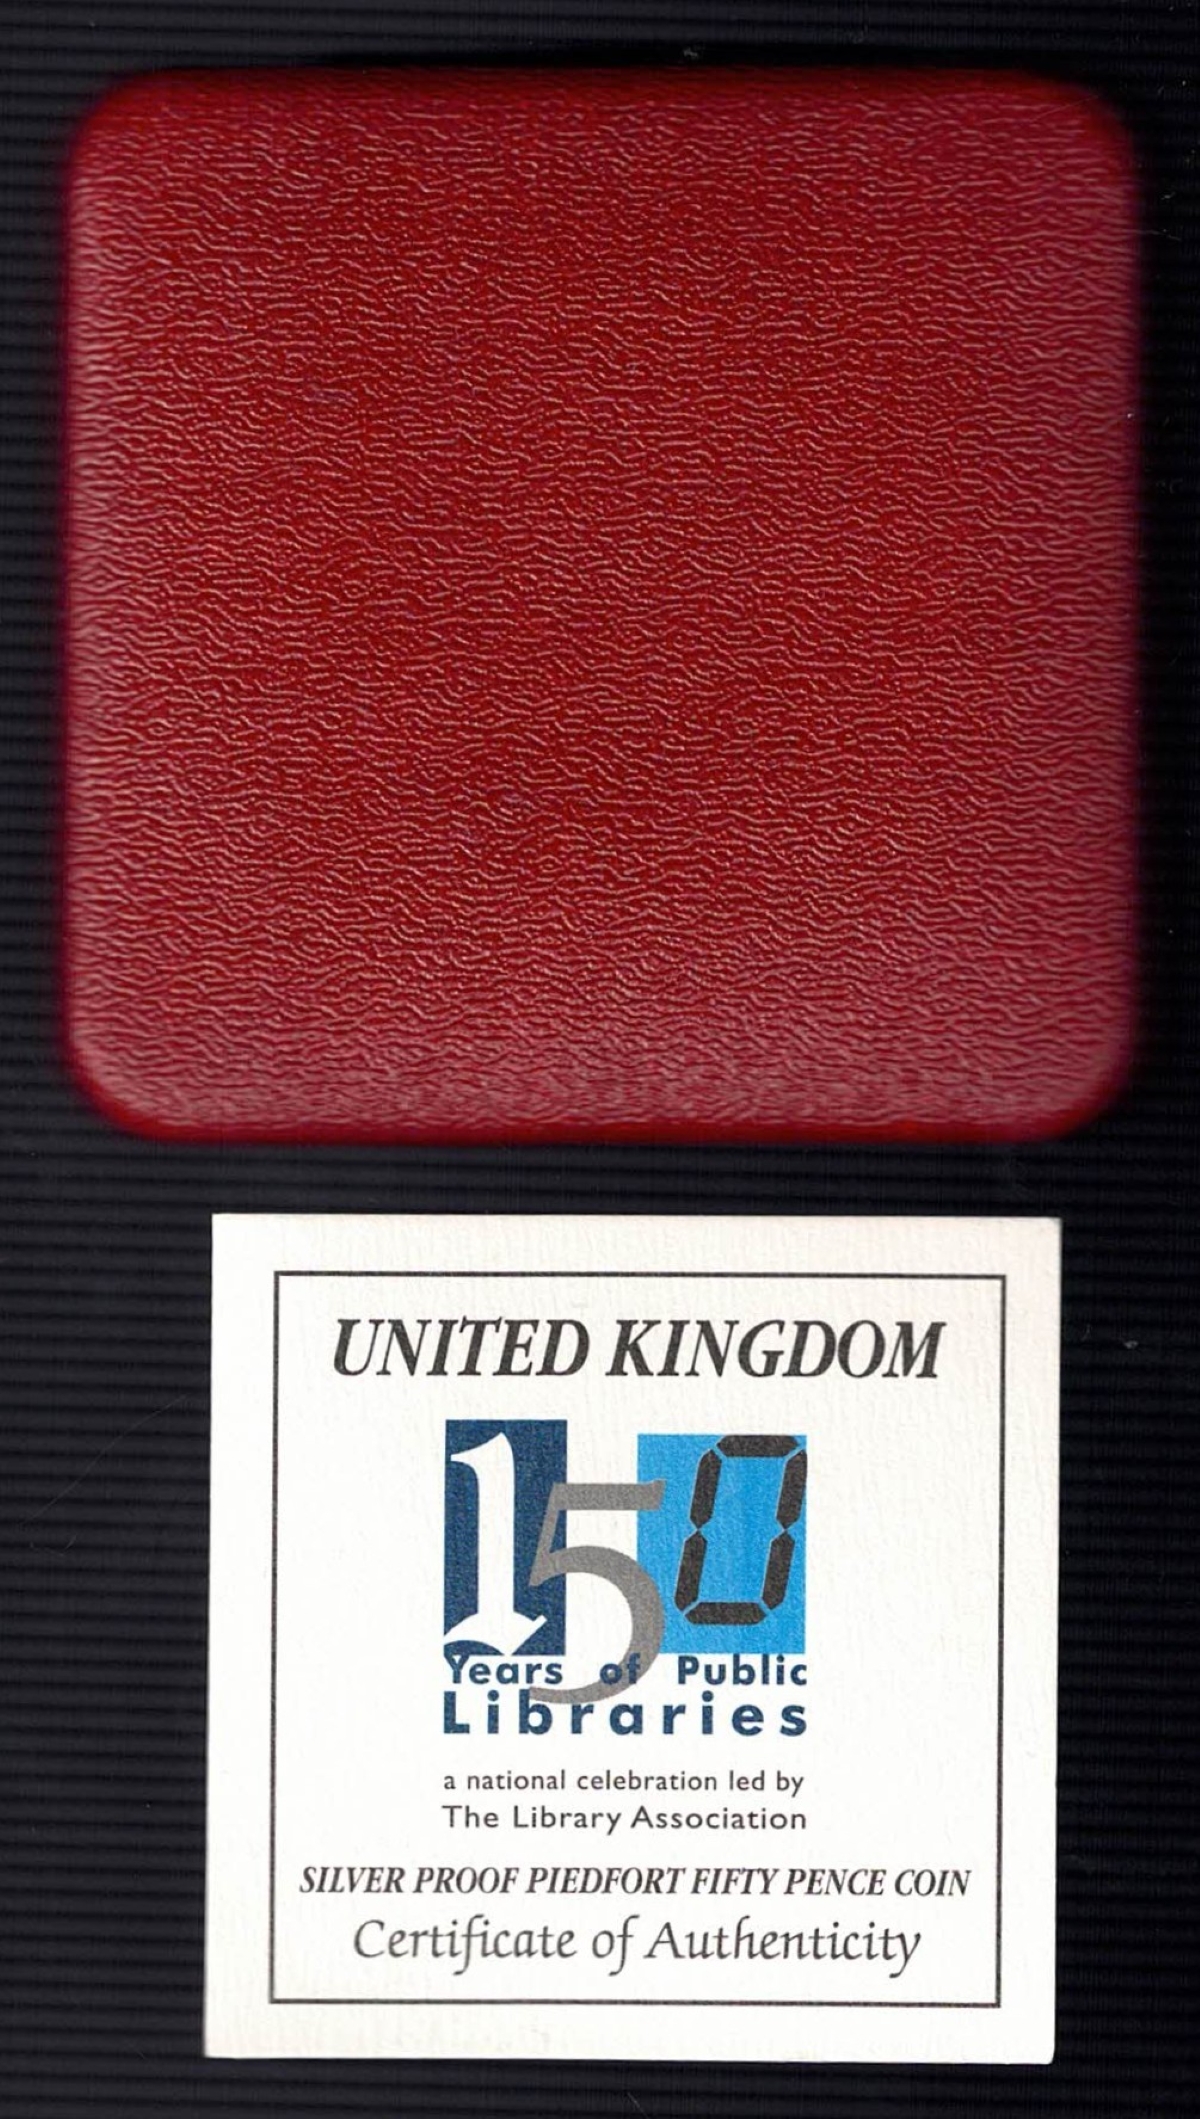 UNITED KINGDOM
150
Years of Public
Libraries
a national celebration led by
The Library Association
SILVER PROOF PIEDFORT FIFTY PENCE COIN
Certificate of Authenticity